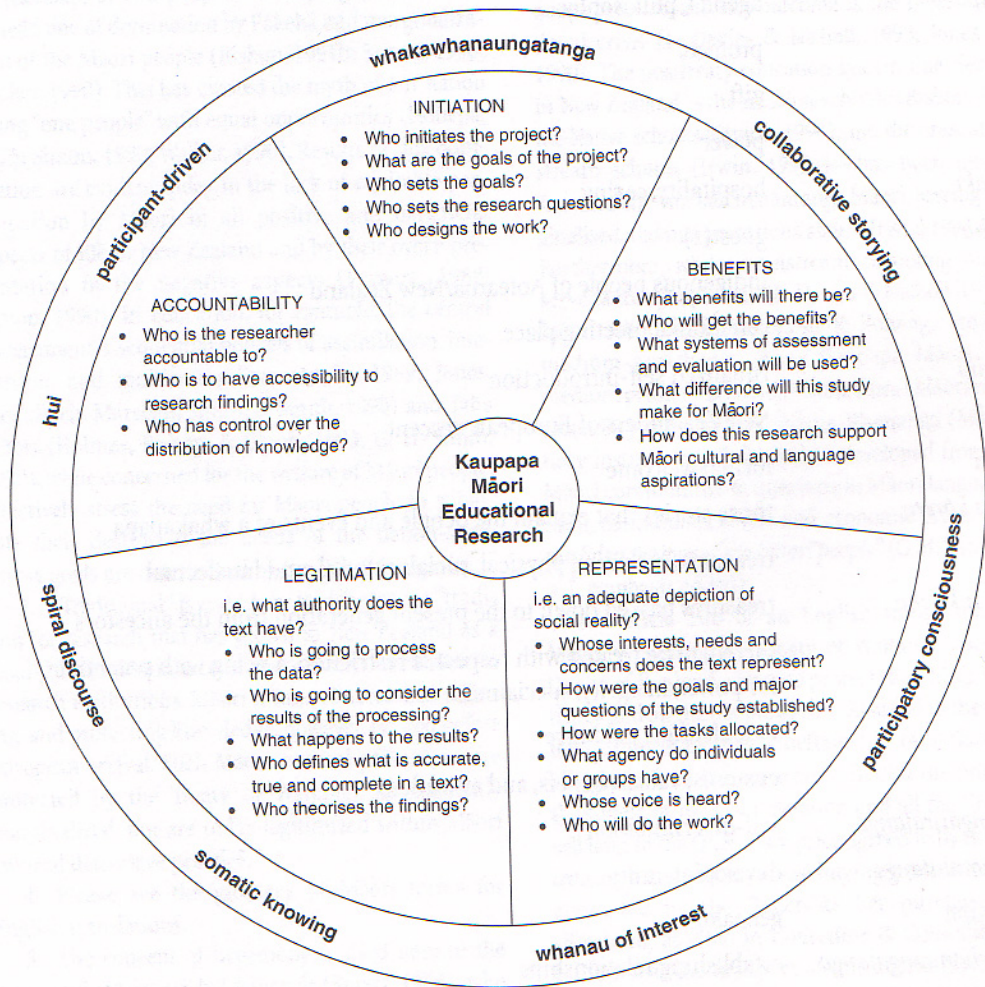 whakawhanaungatanga
collaborative storying
participatory consciousness
whanau of interest
somatic knowing
spiral discourse
hui
participant-driven
INITIATION
• Who initiates the project?
• What are the goals of the project?
• Who sets the goals?
• Who sets the research questions?
• Who designs the work?
BENEFITS
• What benefits will there be?
• Who will get the benefits?
• What systems of assessment
and evaluation will be used?
• What difference will this study
make for Māori?
• How does this research support
Māori cultural and language
aspirations?
ACCOUNTABILITY
• Who is the researcher
accountable to?
• Who is to have accessibility to
research findings?
• Who has control over the
distribution of knowledge?
Kaupapa
Māori
Educational
Research
LEGITIMATION
i.e. what authority does the
text have?
• Who is going to process
the data?
• Who is going to consider the
results of the processing?
• What happens to the results?
• Who defines what is accurate,
true and complete in a text?
• Who theorises the findings?
REPRESENTATION
i.e. an adequate depiction of
social reality?
• Whose interests, needs and
concerns does the text represent?
• How were the goals and major
questions of the study established?
• How were the tasks allocated?
• What agency do individuals
or groups have?
• Whose voice is heard?
• Who will do the work?